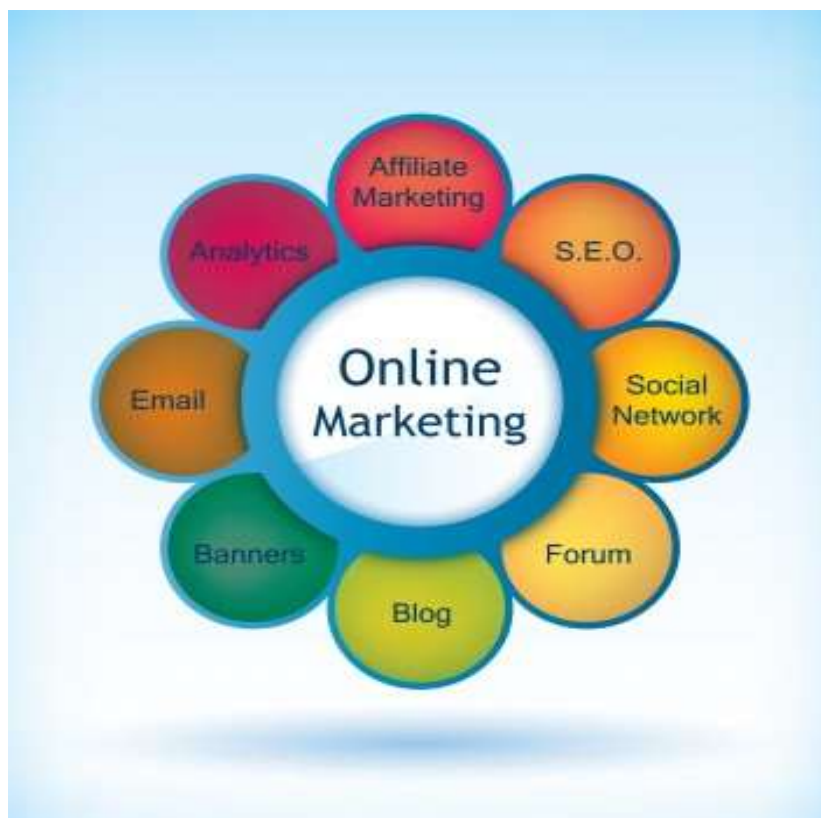 Online
Marketing
Affiliate
Marketing
S.E.O.
Social
Network
Forum
Blog
Banners
Email
Analytics